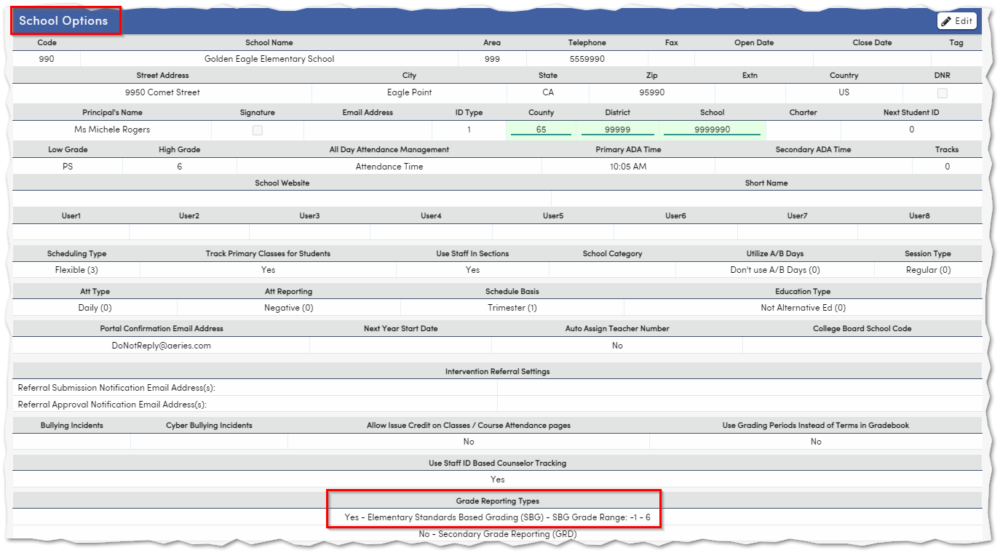 School Options
Edit
Code School Name Area Telephone Fax Open Date Close Date Tag
990 Golden Eagle Elementary School 999 5559990
Street Address City State Zip Extn Country DNR
9950 Comet Street Eagle Point CA 95990 US
Principal's Name Signature Email Address ID Type County District School Charter Next Student ID
Ms Michele Rogers 1 65 99999 9999990 0
Low Grade High Grade All Day Attendance Management Primary ADA Time Secondary ADA Time Tracks
PS 6 Attendance Time 10:05 AM 0
School Website Short Name
User1 User2 User3 User4 User5 User6 User7 User8
Scheduling Type Track Primary Classes for Students Use Staff In Sections School Category Utilize A/B Days Session Type
Flexible (3) Yes Yes Don't use A/B Days (0) Regular (0)
Att Type Att Reporting Schedule Basis Education Type
Daily (0) Negative (0) Trimester (1) Not Alternative Ed (0)
Portal Confirmation Email Address Next Year Start Date Auto Assign Teacher Number College Board School Code
DoNotReply@aeries.com No
Intervention Referral Settings
Referral Submission Notification Email Address(s):
Referral Approval Notification Email Address(s):
Bullying Incidents Cyber Bullying Incidents Allow Issue Credit on Classes / Course Attendance pages Use Grading Periods Instead of Terms in Gradebook
No No
Use Staff ID Based Counselor Tracking
Yes
Grade Reporting Types
Yes - Elementary Standards Based Grading (SBG) - SBG Grade Range: -1 - 6
No - Secondary Grade Reporting (GRD)